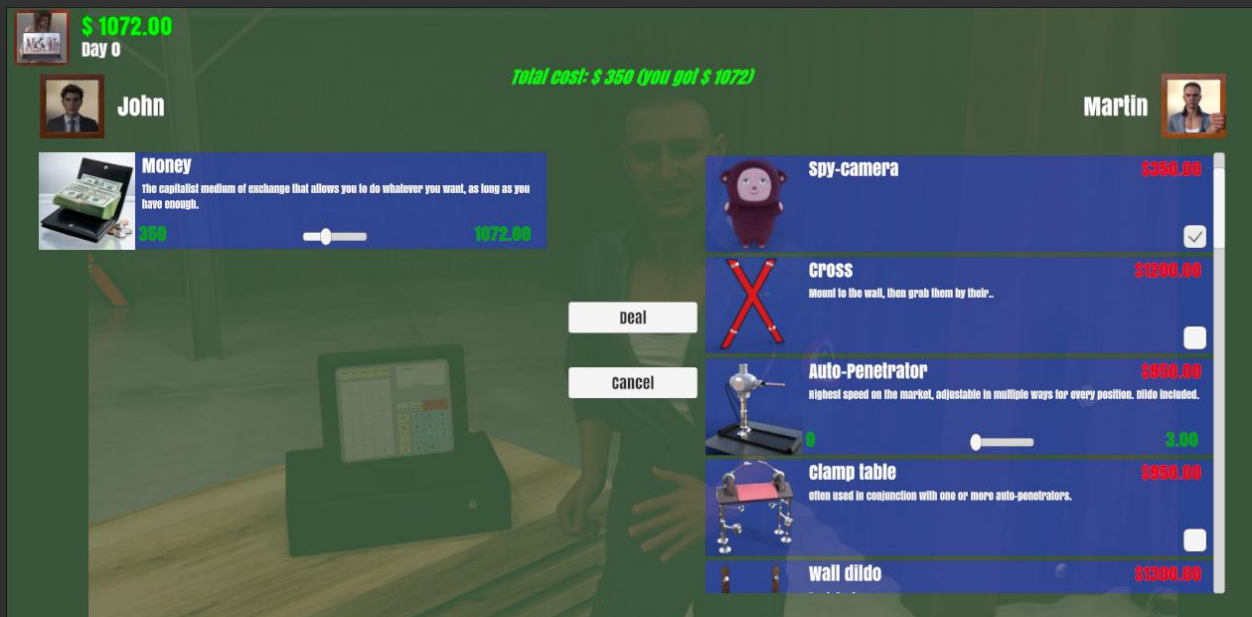 $ 1072.00
Day 0
Total cost: $ 350 (you got $ 1072)
John
Martin
Money
The capitalist medium of exchange that allows you to do whatever you want, as long as you
have enough.
350
1072.00
Spy-camera
$350.00
Cross
$1200.00
Mount to the wall, then grab them by their...
Deal
Cancel
Auto-Penetrator
$950.00
Highest speed on the market, adjustable in multiple ways for every position. Dildo included.
0
3.00
Clamp table
Often used in conjunction with one or more auto-penetrators.
Wall dildo
$1300.00